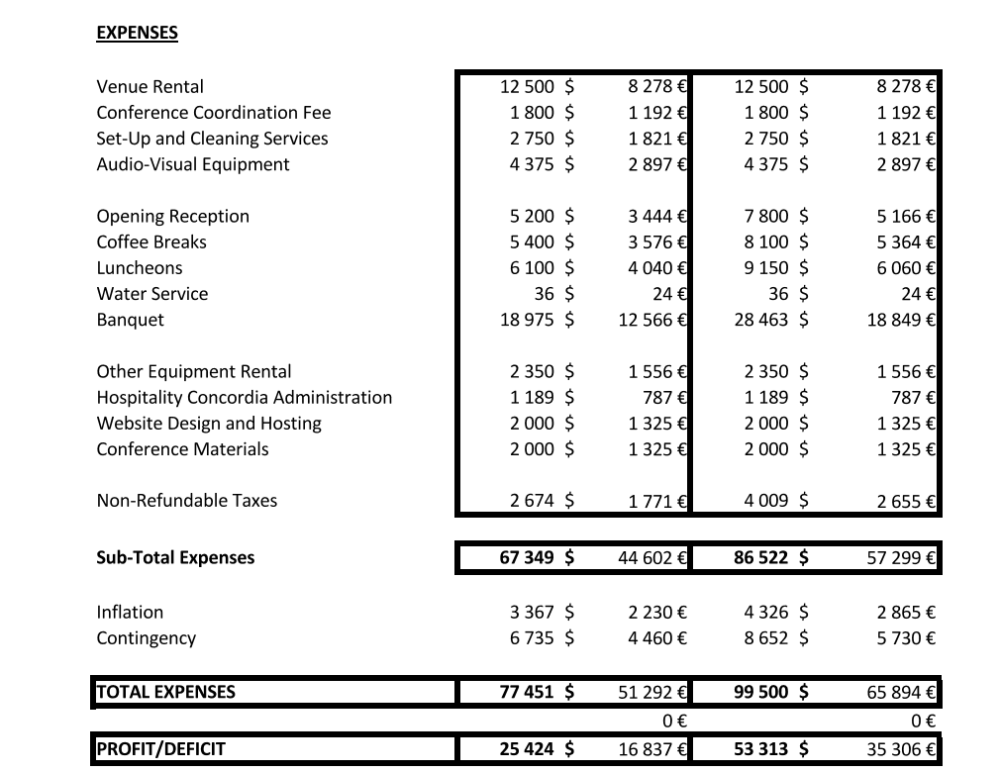 EXPENSES
Venue Rental 12 500 $ 8 278 € 12 500 $ 8 278 €
Conference Coordination Fee 1 800 $ 1 192 € 1 800 $ 1 192 €
Set-Up and Cleaning Services 2 750 $ 1 821 € 2 750 $ 1 821 €
Audio-Visual Equipment 4 375 $ 2 897 € 4 375 $ 2 897 €
Opening Reception 5 200 $ 3 444 € 7 800 $ 5 166 €
Coffee Breaks 5 400 $ 3 576 € 8 100 $ 5 364 €
Luncheons 6 100 $ 4 040 € 9 150 $ 6 060 €
Water Service 36 $ 24 € 36 $ 24 €
Banquet 18 975 $ 12 566 € 28 463 $ 18 849 €
Other Equipment Rental 2 350 $ 1 556 € 2 350 $ 1 556 €
Hospitality Concordia Administration 1 189 $ 787 € 1 189 $ 787 €
Website Design and Hosting 2 000 $ 1 325 € 2 000 $ 1 325 €
Conference Materials 2 000 $ 1 325 € 2 000 $ 1 325 €
Non-Refundable Taxes 2 674 $ 1 771 € 4 009 $ 2 655 €
Sub-Total Expenses 67 349 $ 44 602 € 86 522 $ 57 299 €
Inflation 3 367 $ 2 230 € 4 326 $ 2 865 €
Contingency 6 735 $ 4 460 € 8 652 $ 5 730 €
TOTAL EXPENSES 77 451 $ 51 292 € 99 500 $ 65 894 €
0 € 0 €
PROFIT/DEFICIT 25 424 $ 16 837 € 53 313 $ 35 306 €